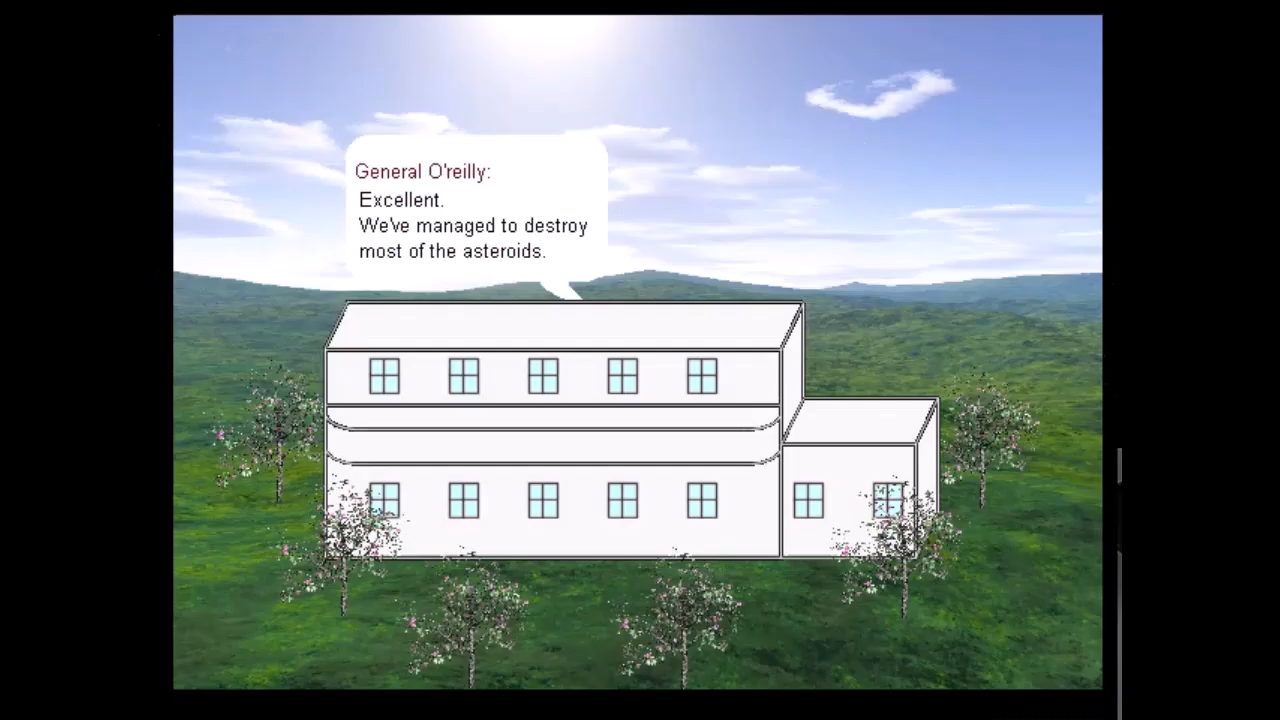 General O'reilly:
Excellent.
We've managed to destroy
most of the asteroids.